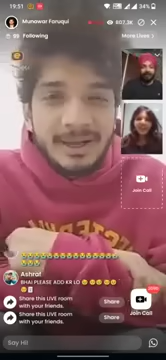 19:51
Munawar Faruqui
607.3K
55 Following
More Lives
Join Call
Ashraf
BHAI PLEASE ADD KR LO
Share this LIVE room with your friends.
Share
Share this LIVE room with your friends.
Share
Join Call
Say Hi!